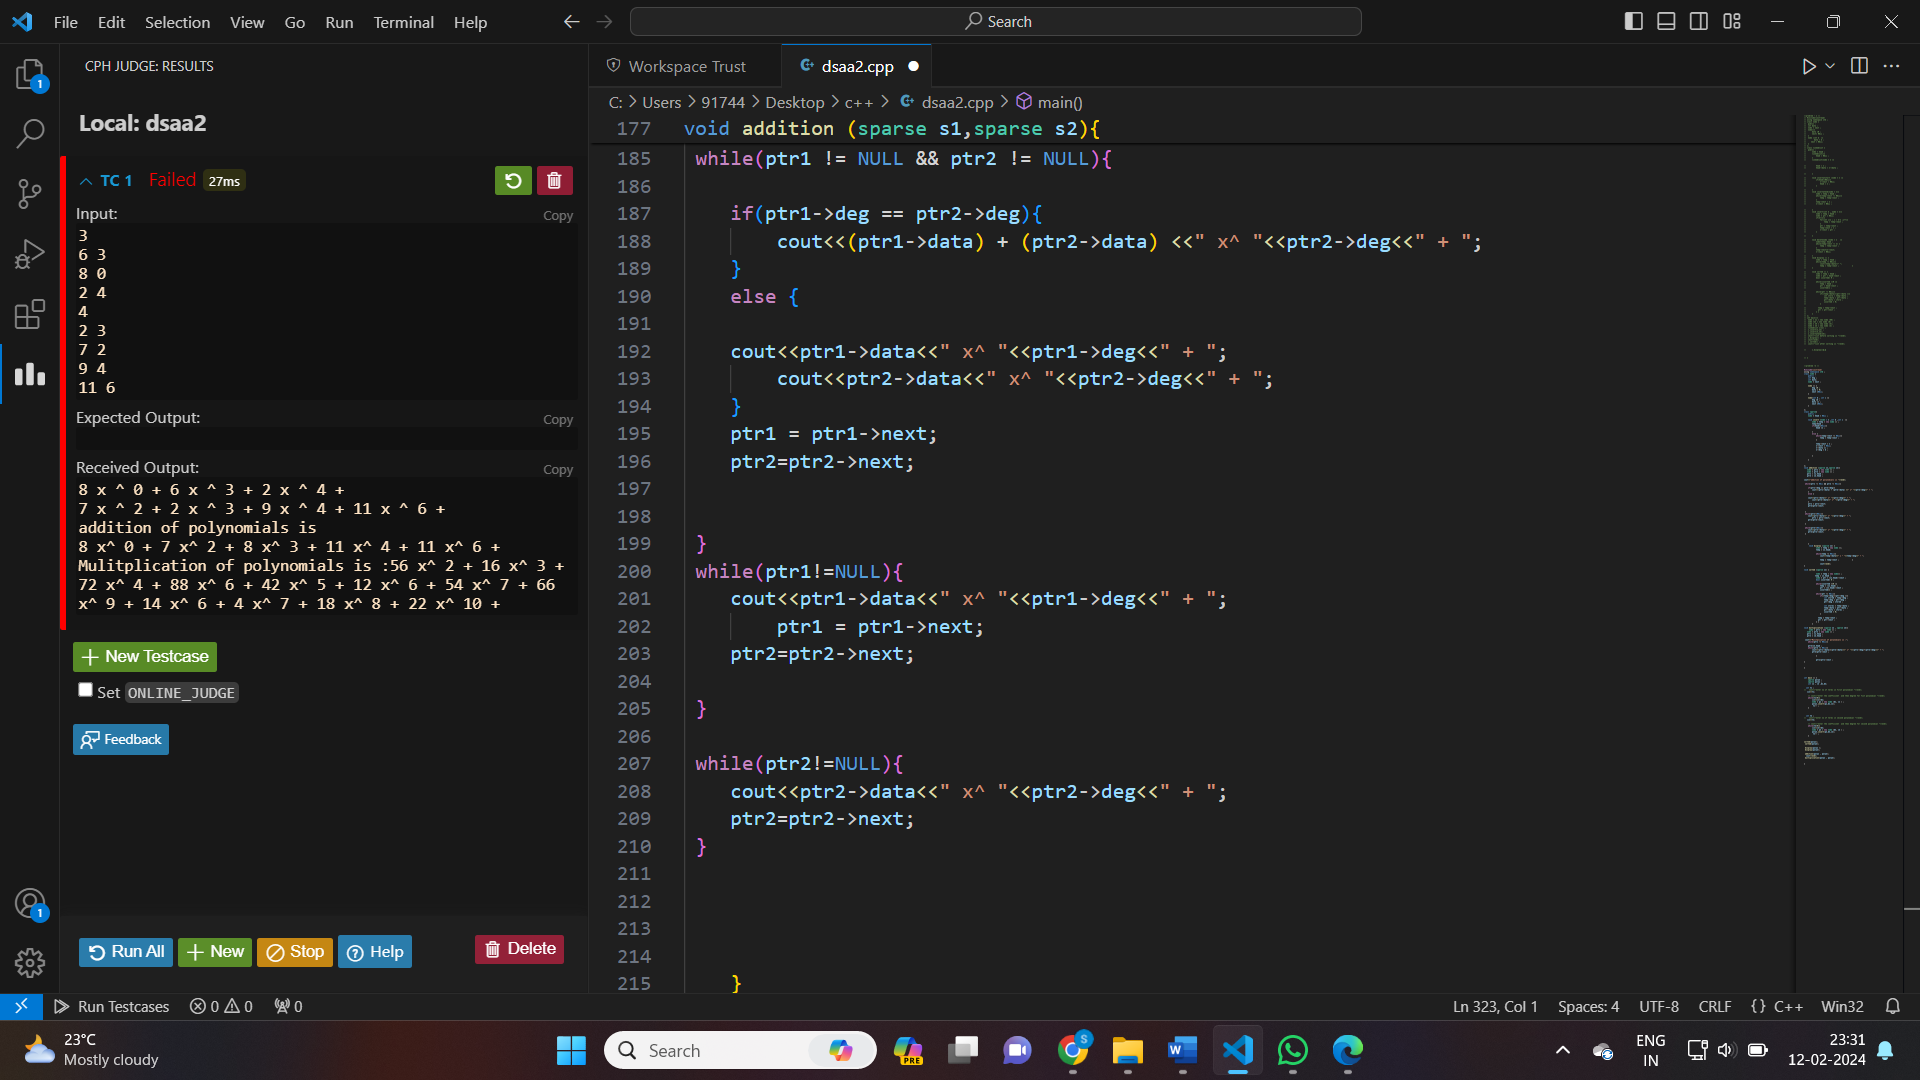 File Edit Selection View Go Run Terminal Help
Search
CPH JUDGE: RESULTS
Local: dsaa2
TC 1 Failed 27ms
Input:
Copy
3
6 3
8 0
2 4
4
2 3
7 2
9 4
11 6
Expected Output:
Copy
Received Output:
Copy
8 x ^ 0 + 6 x ^ 3 + 2 x ^ 4 +
7 x ^ 2 + 2 x ^ 3 + 9 x ^ 4 + 11 x ^ 6 +
addition of polynomials is
8 x^ 0 + 7 x^ 2 + 8 x^ 3 + 11 x^ 4 + 11 x^ 6 +
Mulitplication of polynomials is :56 x^ 2 + 16 x^ 3 +
72 x^ 4 + 88 x^ 6 + 42 x^ 5 + 12 x^ 6 + 54 x^ 7 + 66
x^ 9 + 14 x^ 6 + 4 x^ 7 + 18 x^ 8 + 22 x^ 10 +
New Testcase
Set ONLINE_JUDGE
Feedback
Run All New Stop Help Delete
1
1
Workspace Trust
dsaa2.cpp
C: > Users > 91744 > Desktop > c++ > dsaa2.cpp > main()
177 void addition (sparse s1,sparse s2){
185 while(ptr1 != NULL && ptr2 != NULL){
186
187 if(ptr1->deg == ptr2->deg){
188 cout<<(ptr1->data) + (ptr2->data) <<" x^ "<<ptr2->deg<<" + ";
189 }
190 else {
191
192 cout<<ptr1->data<<" x^ "<<ptr1->deg<<" + ";
193 cout<<ptr2->data<<" x^ "<<ptr2->deg<<" + ";
194 }
195 ptr1 = ptr1->next;
196 ptr2=ptr2->next;
197
198
199 }
200 while(ptr1!=NULL){
201 cout<<ptr1->data<<" x^ "<<ptr1->deg<<" + ";
202 ptr1 = ptr1->next;
203 ptr2=ptr2->next;
204
205 }
206
207 while(ptr2!=NULL){
208 cout<<ptr2->data<<" x^ "<<ptr2->deg<<" + ";
209 ptr2=ptr2->next;
210 }
211
212
213
214
215 }
Run Testcases 0 0 0
Ln 323, Col 1 Spaces: 4 UTF-8 CRLF {} C++ Win32
23°C
Mostly cloudy
Search
PRE
S
W
ENG
IN
23:31
12-02-2024